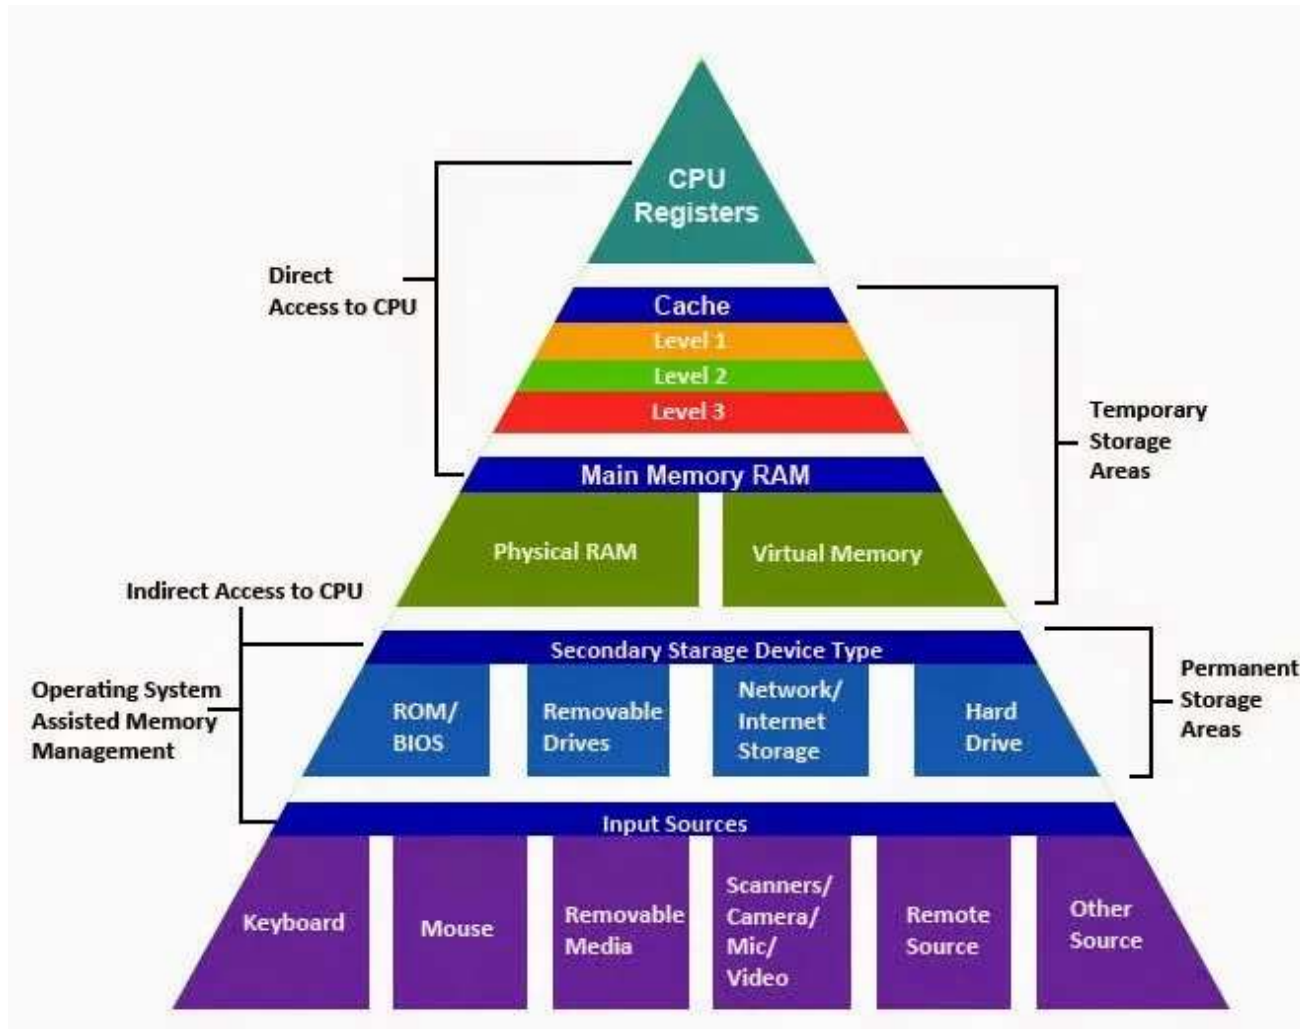 CPU
Registers
Direct
Access to CPU
Cache
Level 1
Level 2
Level 3
Temporary
Storage
Areas
Main Memory RAM
Physical RAM
Virtual Memory
Indirect Access to CPU
Secondary Starage Device Type
Operating System
Assisted Memory
Management
ROM/
BIOS
Removable
Drives
Network/
Internet
Storage
Hard
Drive
Permanent
Storage
Areas
Input Sources
Keyboard
Mouse
Removable
Media
Scanners/
Camera/
Mic/
Video
Remote
Source
Other
Source